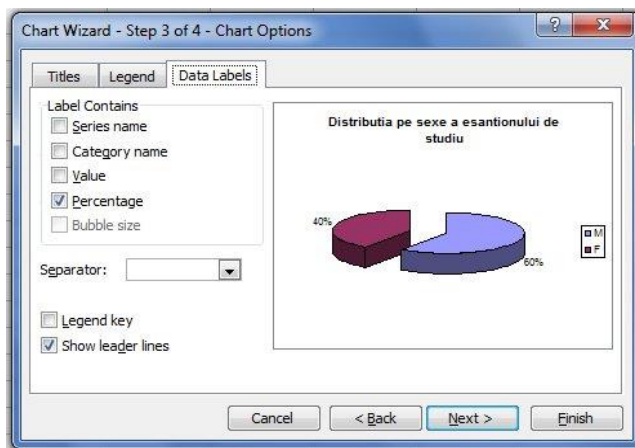 Chart Wizard - Step 3 of 4 - Chart Options
Titles Legend Data Labels
Label Contains
Series name
Category name
Value
Percentage
Bubble size
Separator:
Legend key
Show leader lines
Distributia pe sexe a esantionului de
studiu
40%
60%
M
F
Cancel < Back Next > Finish